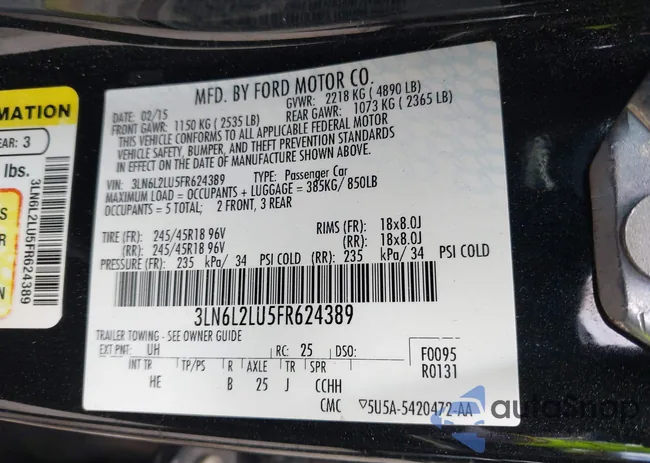 MFD. BY FORD MOTOR CO.
DATE: 02/15 GVWR: 2218 KG ( 4890 LB)
FRONT GAWR: 1150 KG ( 2535 LB) REAR GAWR: 1073 KG ( 2365 LB)
THIS VEHICLE CONFORMS TO ALL APPLICABLE FEDERAL MOTOR
VEHICLE SAFETY, BUMPER, AND THEFT PREVENTION STANDARDS
IN EFFECT ON THE DATE OF MANUFACTURE SHOWN ABOVE.
VIN: 3LN6L2LU5FR624389 TYPE: Passenger Car
MAXIMUM LOAD = OCCUPANTS + LUGGAGE = 385KG/ 850LB
OCCUPANTS = 5 TOTAL; 2 FRONT, 3 REAR
TIRE (FR): 245/45R18 96V RIMS (FR): 18x8.0J
(RR): 245/45R18 96V (RR): 18x8.0J
PRESSURE (FR): 235 kPa/ 34 PSI COLD (RR): 235 kPa/ 34 PSI COLD
3LN6L2LU5FR624389
TRAILER TOWING - SEE OWNER GUIDE
EXT PNT: UH RC: 25 DSO: F0095
INT TR TP/PS R AXLE TR SPR R0131
HE B 25 J CCHH
CMC ▽5U5A-5420472-AA
RMATION
EAR: 3
lbs.
3LN6L2LU5FR624389
autoSnap